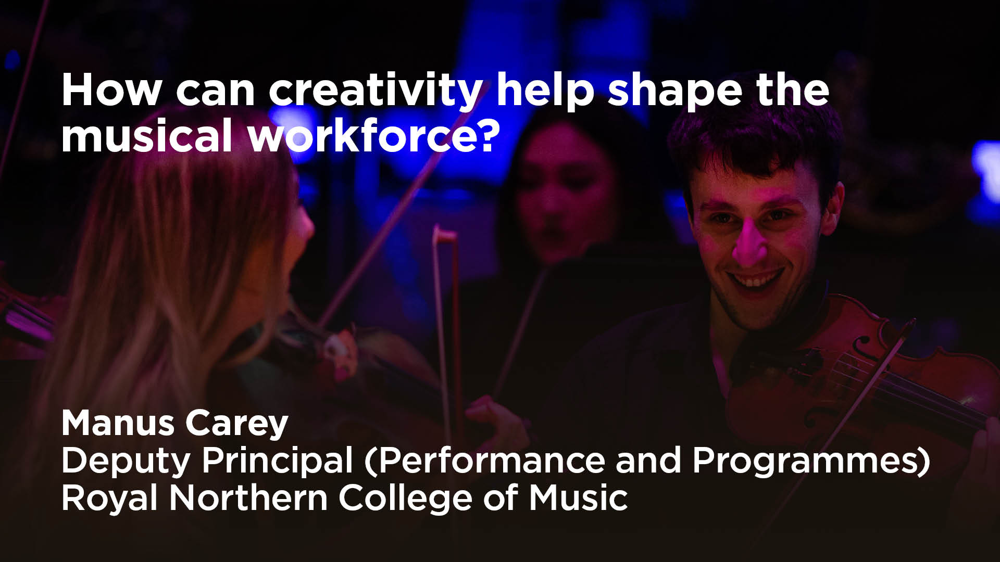 How can creativity help shape the
musical workforce?
Manus Carey
Deputy Principal (Performance and Programmes)
Royal Northern College of Music